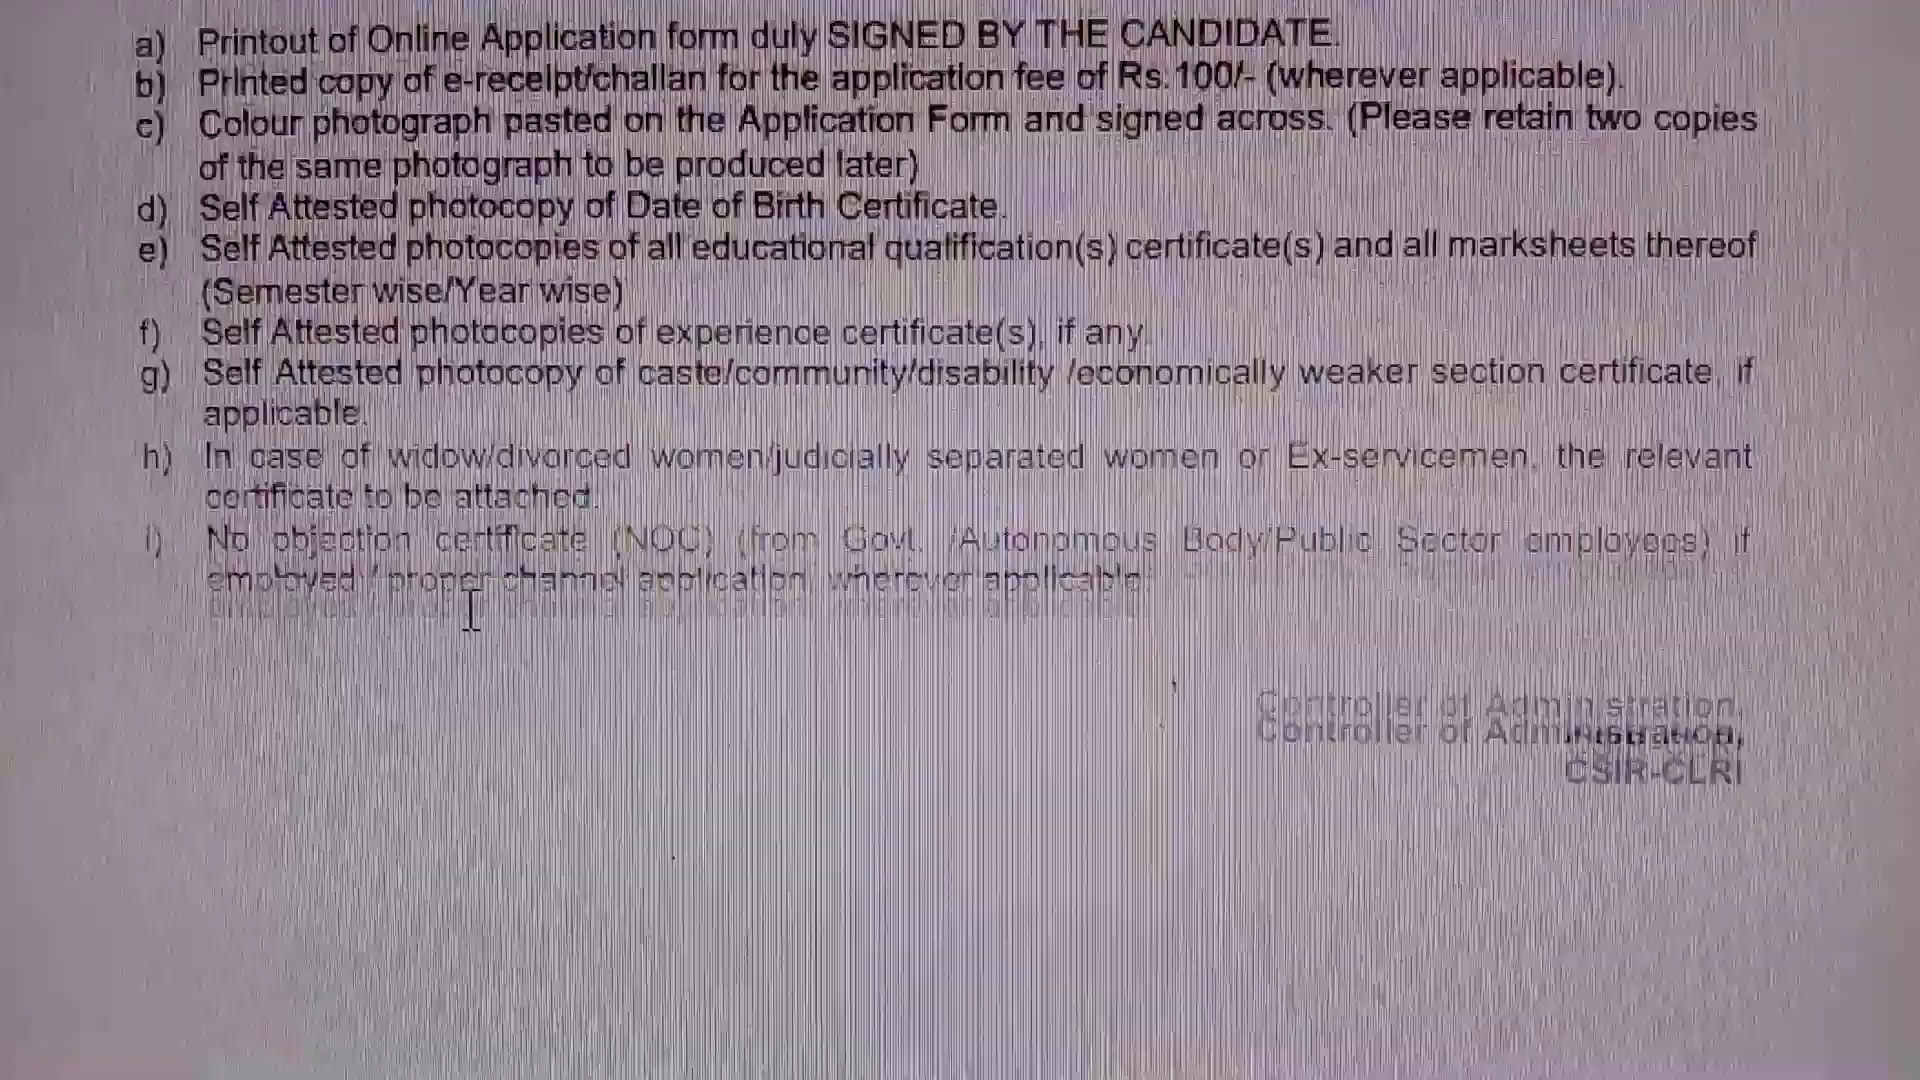 a) Printout of Online Application form duly SIGNED BY THE CANDIDATE.
b) Printed copy of e-receipt/challan for the application fee of Rs.100/- (wherever applicable).
c) Colour photograph pasted on the Application Form and signed across. (Please retain two copies
of the same photograph to be produced later)
d) Self Attested photocopy of Date of Birth Certificate.
e) Self Attested photocopies of all educational qualification(s) certificate(s) and all marksheets thereof
(Semester wise/Year wise)
f) Self Attested photocopies of experience certificate(s), if any.
g) Self Attested photocopy of caste/community/disability /economically weaker section certificate, if
applicable.
h) In case of widow/divorced women/judicially separated women or Ex-servicemen, the relevant
certificate to be attached.
i) No objection certificate (NOC) (from Govt. /Autonomous Body/Public Sector employees) if
employed / proper channel application wherever applicable.
Controller of Administration,
CSIR-CLRI